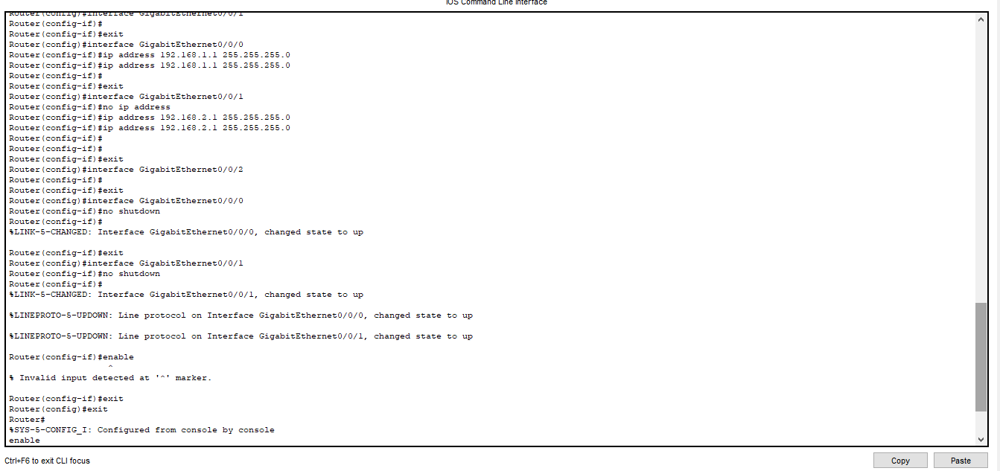 IOS Command Line Interface
Router(config)#interface GigabitEthernet0/0/1
Router(config-if)#
Router(config-if)#exit
Router(config)#interface GigabitEthernet0/0/0
Router(config-if)#ip address 192.168.1.1 255.255.255.0
Router(config-if)#ip address 192.168.1.1 255.255.255.0
Router(config-if)#
Router(config-if)#exit
Router(config)#interface GigabitEthernet0/0/1
Router(config-if)#no ip address
Router(config-if)#ip address 192.168.2.1 255.255.255.0
Router(config-if)#ip address 192.168.2.1 255.255.255.0
Router(config-if)#
Router(config-if)#
Router(config-if)#exit
Router(config)#interface GigabitEthernet0/0/2
Router(config-if)#
Router(config-if)#exit
Router(config)#interface GigabitEthernet0/0/0
Router(config-if)#no shutdown
Router(config-if)#
%LINK-5-CHANGED: Interface GigabitEthernet0/0/0, changed state to up
Router(config-if)#exit
Router(config)#interface GigabitEthernet0/0/1
Router(config-if)#no shutdown
Router(config-if)#
%LINK-5-CHANGED: Interface GigabitEthernet0/0/1, changed state to up
%LINEPROTO-5-UPDOWN: Line protocol on Interface GigabitEthernet0/0/0, changed state to up
%LINEPROTO-5-UPDOWN: Line protocol on Interface GigabitEthernet0/0/1, changed state to up
Router(config-if)#enable
^
% Invalid input detected at '^' marker.
Router(config-if)#exit
Router(config)#exit
Router#
%SYS-5-CONFIG_I: Configured from console by console
enable
Ctrl+F6 to exit CLI focus
Copy
Paste